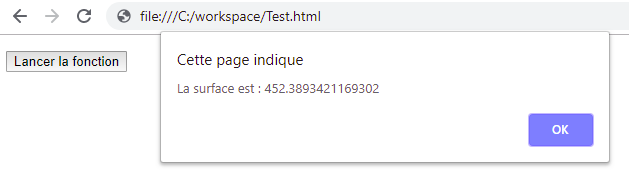 file:///C:/workspace/Test.html
Lancer la fonction
Cette page indique
La surface est : 452.3893421169302
OK